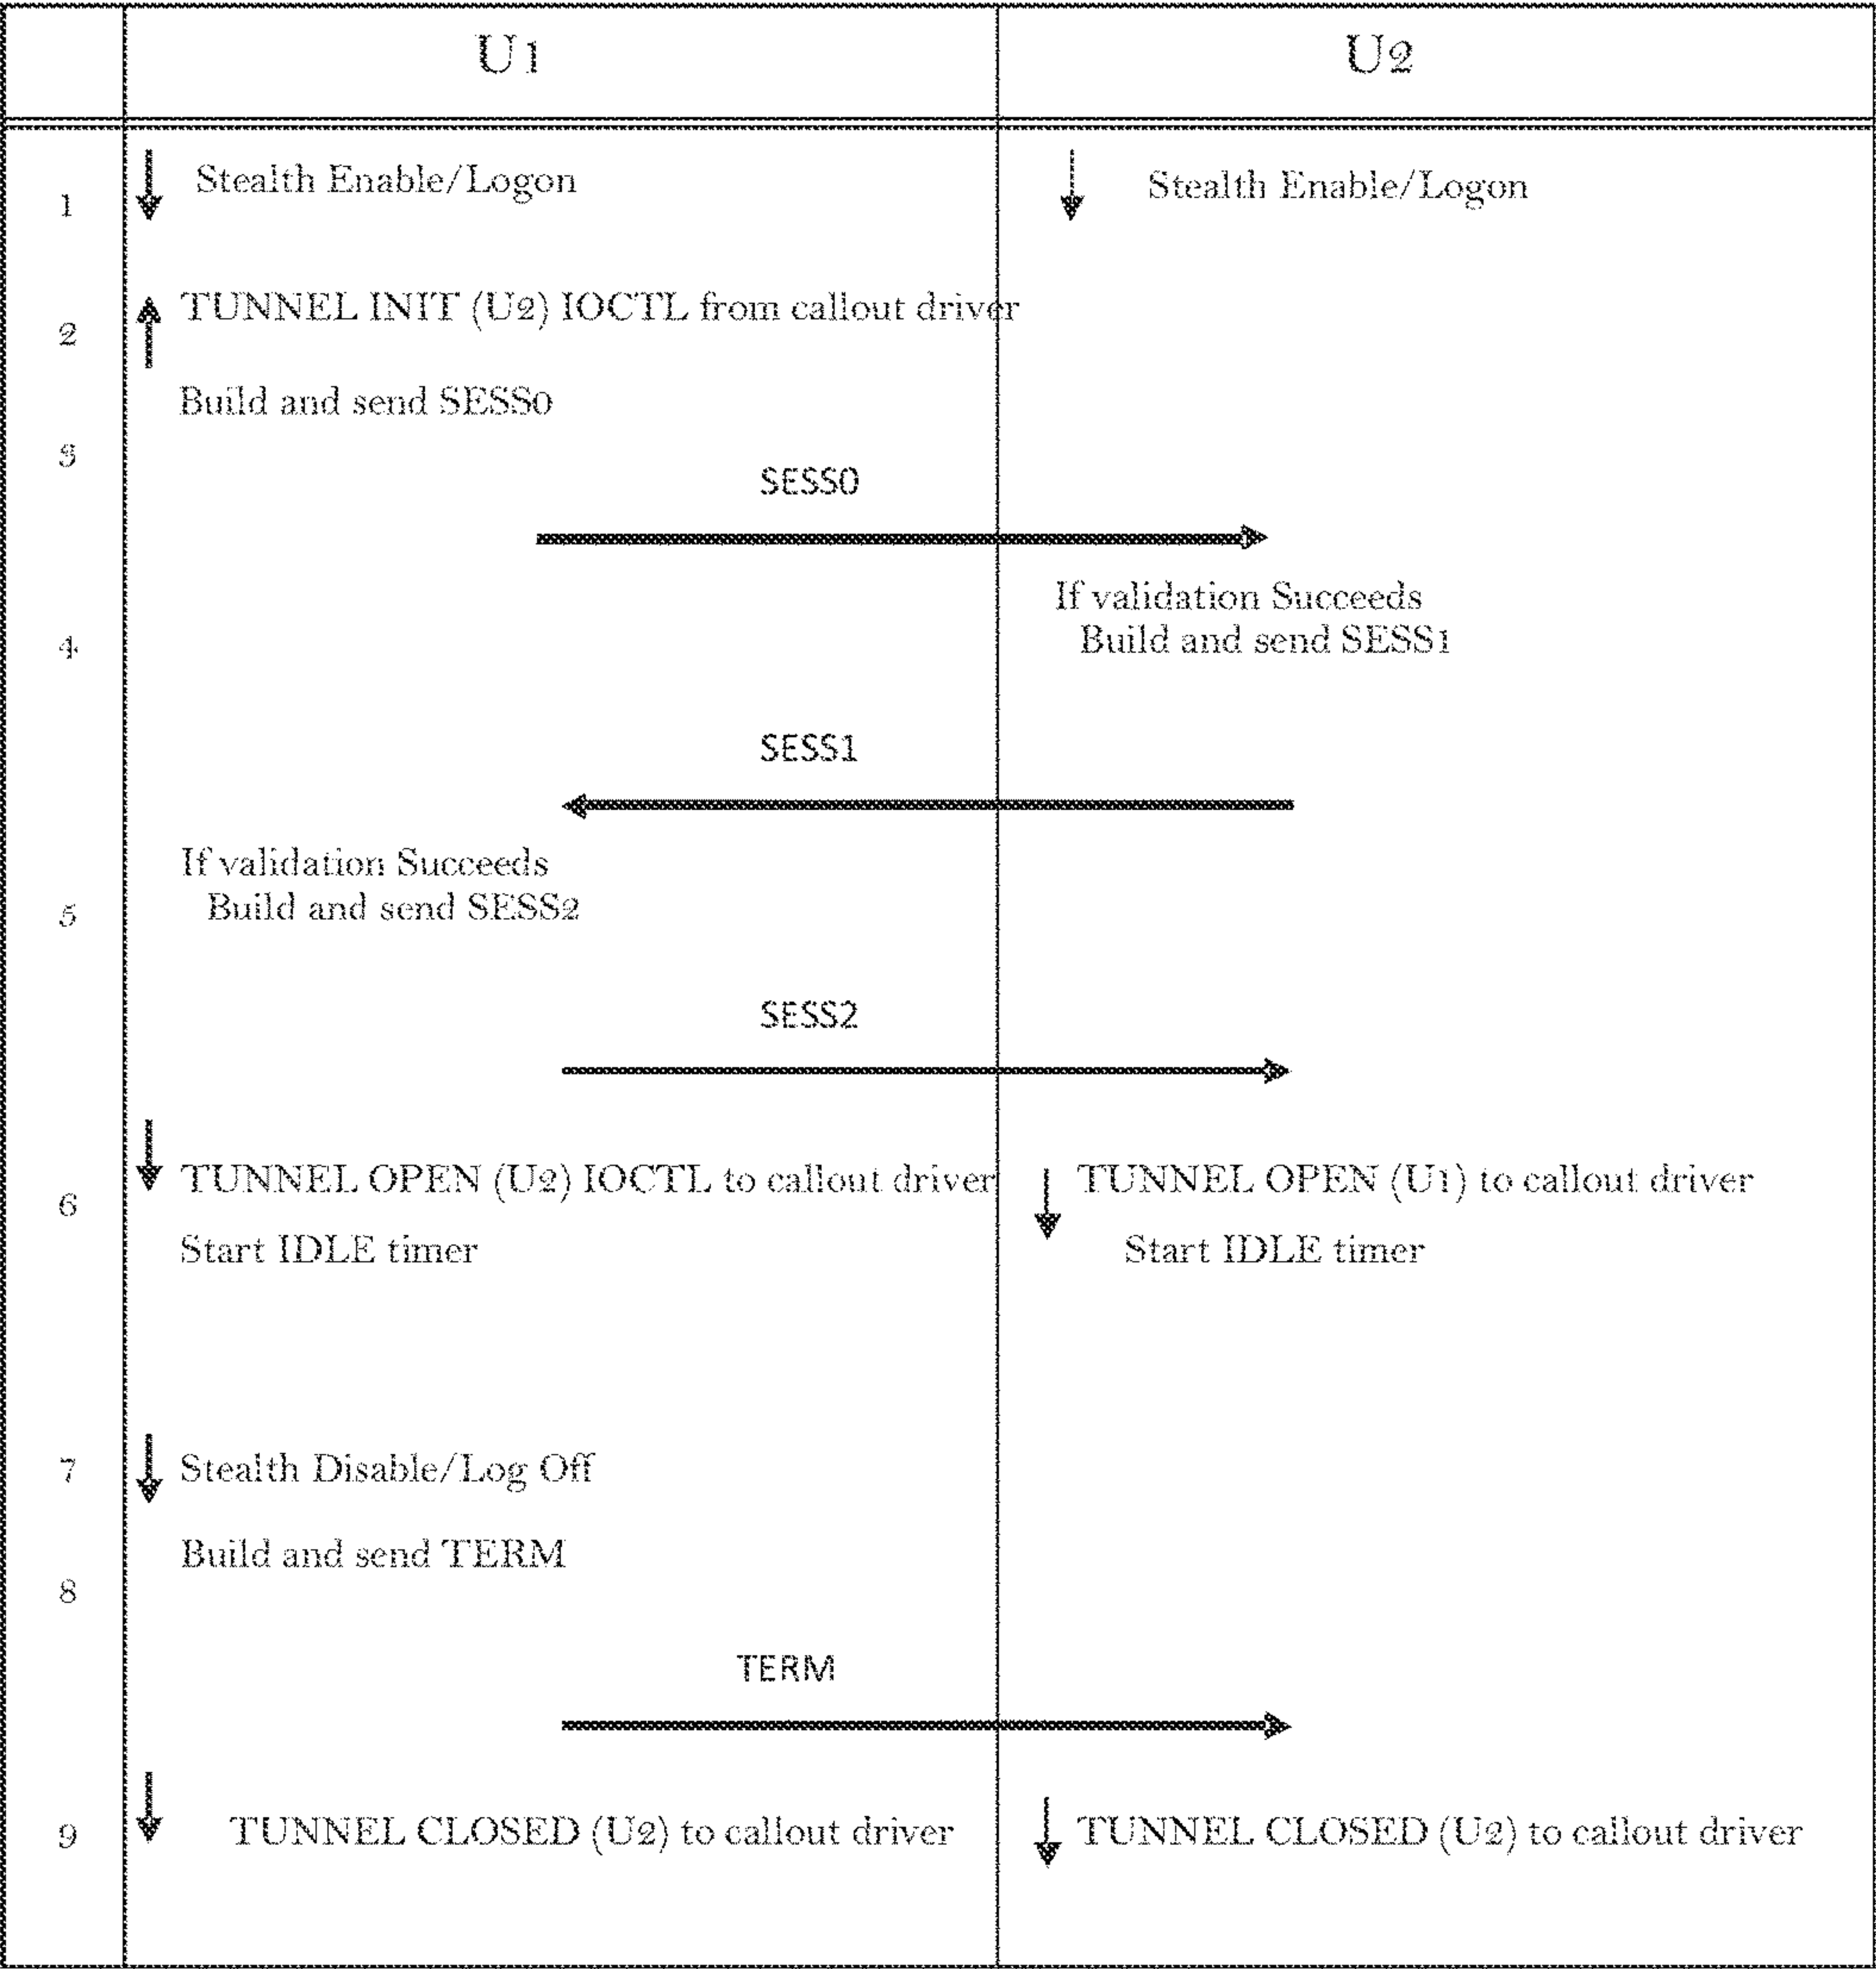 U1
U2
1
Stealth Enable/Logon
Stealth Enable/Logon
2
TUNNEL INIT (U2) IOCTL from callout driver
Build and send SESS0
3
SESS0
4
If validation Succeeds
Build and send SESS1
SESS1
5
If validation Succeeds
Build and send SESS2
SESS2
6
TUNNEL OPEN (U2) IOCTL to callout driver
TUNNEL OPEN (U1) to callout driver
Start IDLE timer
Start IDLE timer
7
Stealth Disable/Log Off
Build and send TERM
8
TERM
9
TUNNEL CLOSED (U2) to callout driver
TUNNEL CLOSED (U2) to callout driver